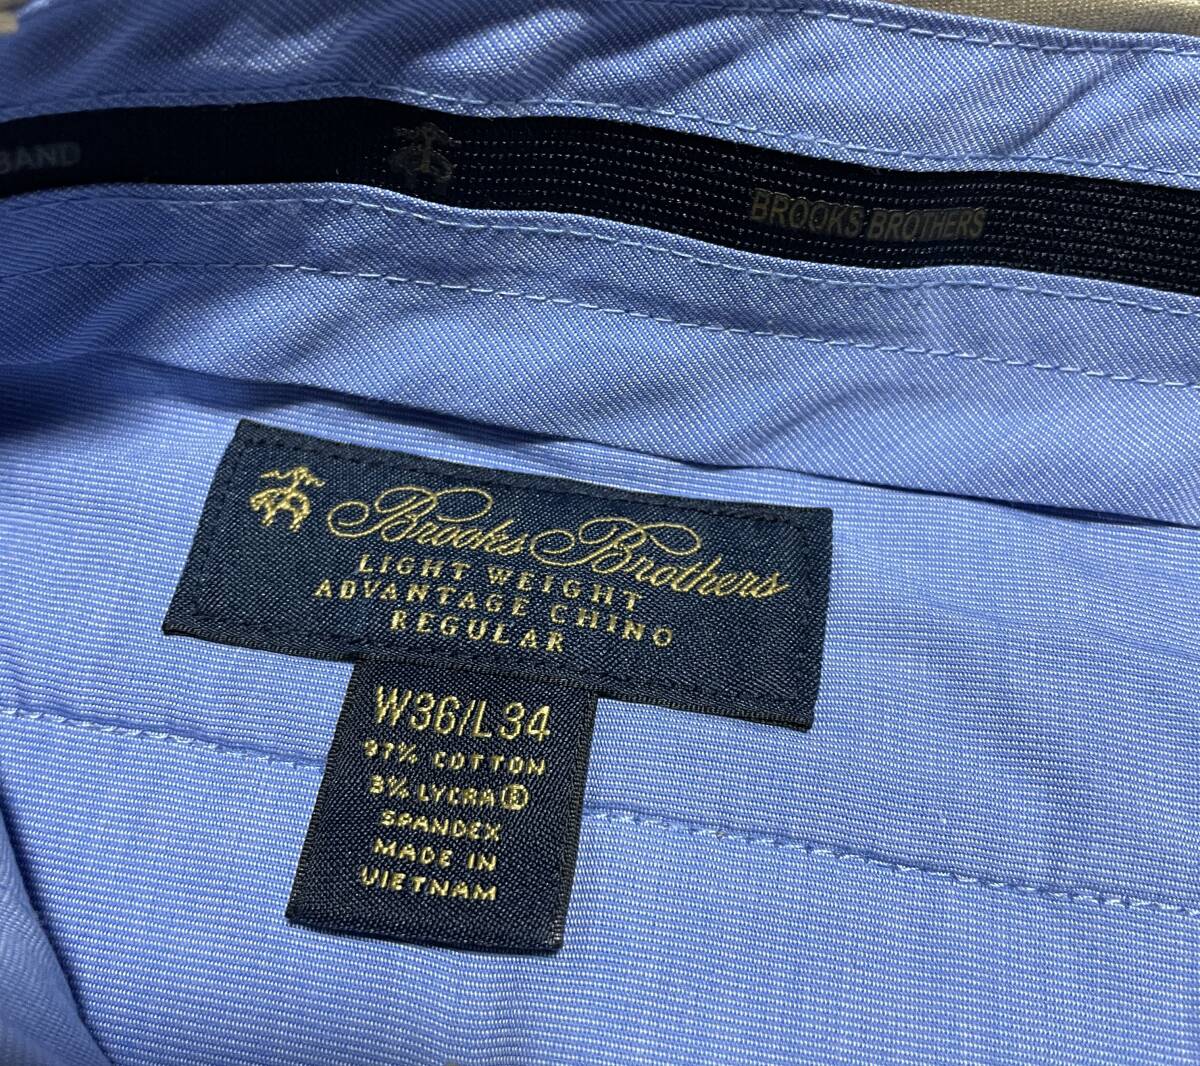 BAND
BROOKS BROTHERS
Brooks Brothers
LIGHT WEIGHT
ADVANTAGE CHINO
REGULAR
W36/L34
97% COTTON
3% LYCRA®
SPANDEX
MADE IN
VIETNAM